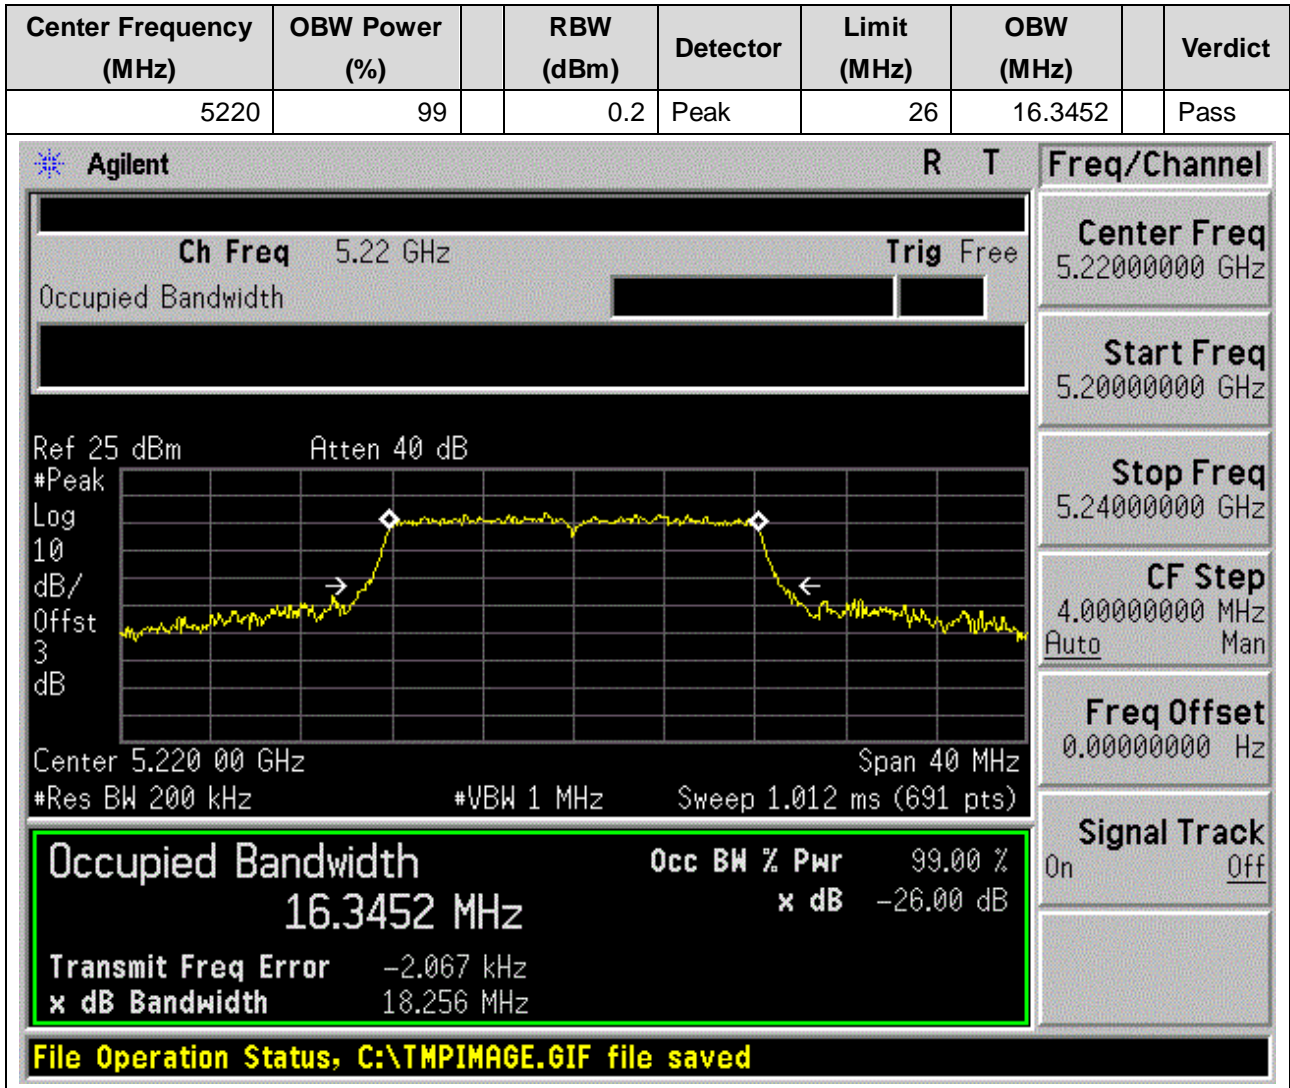 Center Frequency (MHz) OBW Power (%) RBW (dBm) Detector Limit (MHz) OBW (MHz) Verdict
5220 99 0.2 Peak 26 16.3452 Pass
Agilent R T Freq/Channel
Ch Freq 5.22 GHz Trig Free
Occupied Bandwidth
Center Freq
5.22000000 GHz
Start Freq
5.20000000 GHz
Stop Freq
5.24000000 GHz
CF Step
4.00000000 MHz
Auto Man
Freq Offset
0.00000000 Hz
Signal Track
On Off
Ref 25 dBm Atten 40 dB
#Peak
Log
10
dB/
Offst
3
dB
Center 5.220 00 GHz Span 40 MHz
#Res BW 200 kHz #VBW 1 MHz Sweep 1.012 ms (691 pts)
Occupied Bandwidth
16.3452 MHz
Occ BW % Pwr 99.00 %
x dB -26.00 dB
Transmit Freq Error -2.067 kHz
x dB Bandwidth 18.256 MHz
File Operation Status, C:\TMPIMAGE.GIF file saved